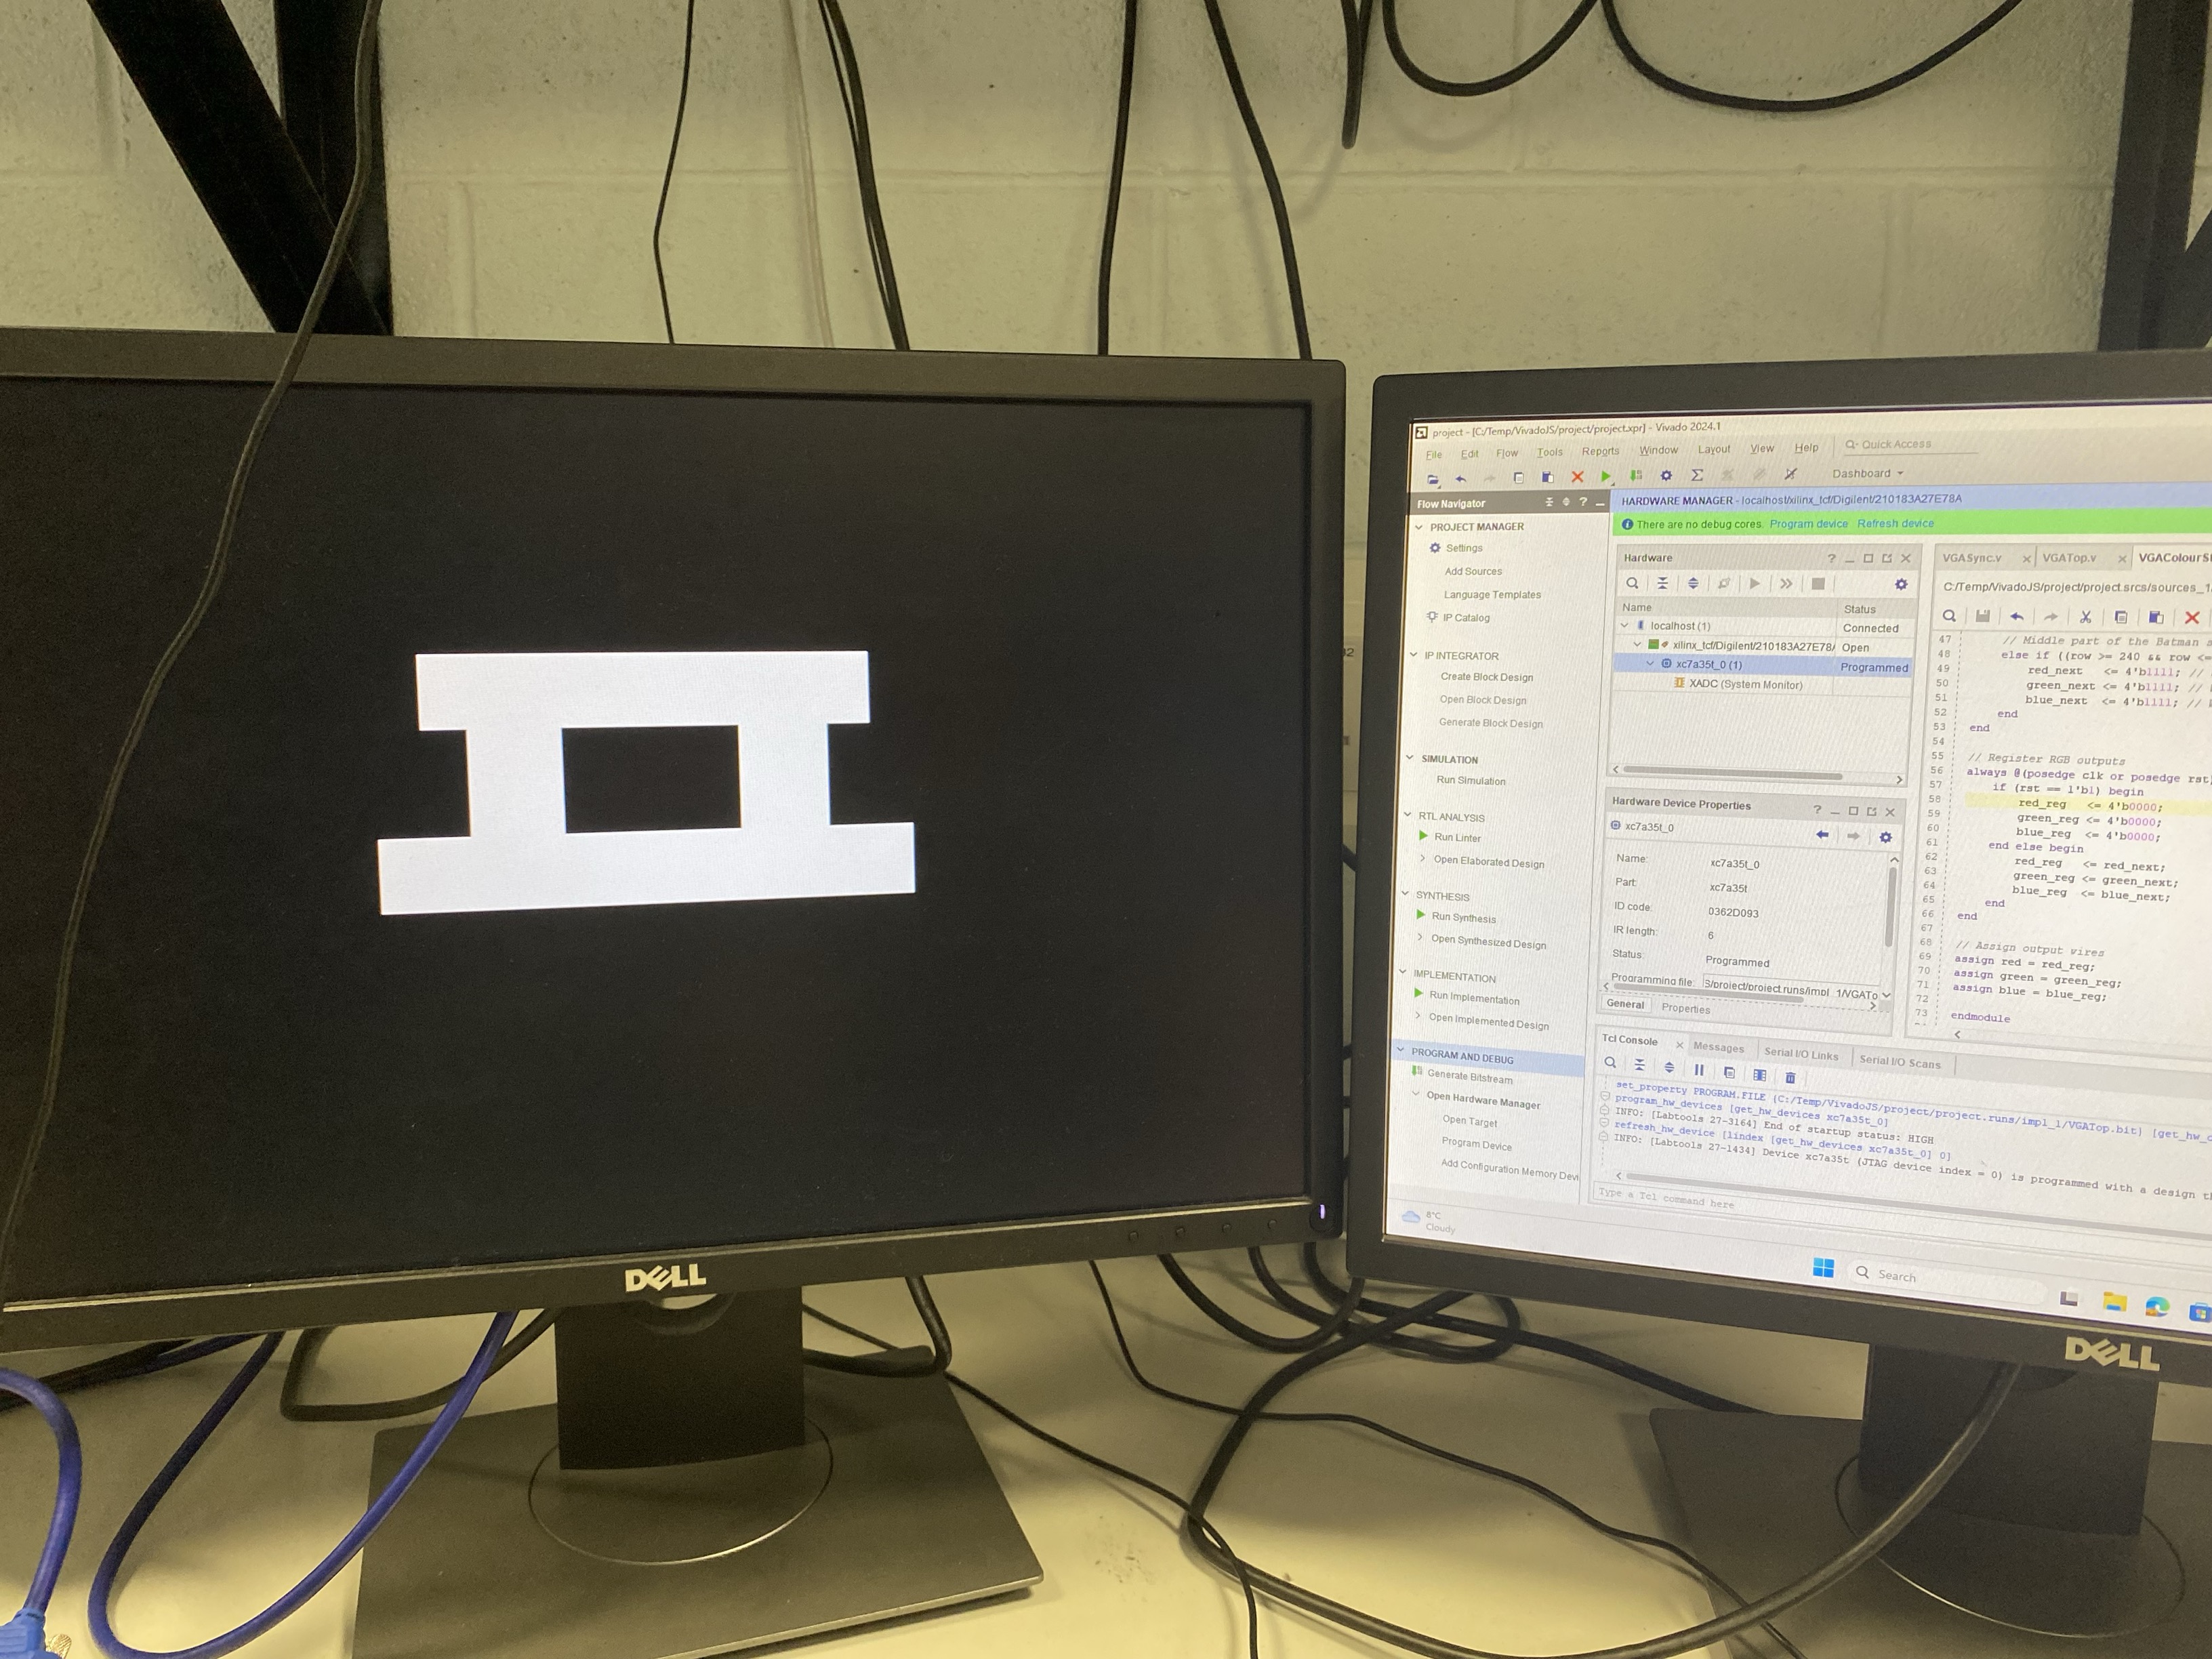 project - [C:/Temp/VivadoJS/project/project.xpr] - Vivado 2024.1
File Edit Flow Tools Reports Window Layout View Help Quick Access
Dashboard
Flow Navigator
HARDWARE MANAGER - localhost/xilinx_tcf/Digilent/210183A27E78A
There are no debug cores. Program device Refresh device
PROJECT MANAGER
Settings
Add Sources
Language Templates
IP Catalog
IP INTEGRATOR
Create Block Design
Open Block Design
Generate Block Design
SIMULATION
Run Simulation
RTL ANALYSIS
Run Linter
Open Elaborated Design
SYNTHESIS
Run Synthesis
Open Synthesized Design
IMPLEMENTATION
Run Implementation
Open Implemented Design
PROGRAM AND DEBUG
Generate Bitstream
Open Hardware Manager
Open Target
Program Device
Add Configuration Memory Devi
Hardware
Name Status
localhost (1) Connected
xilinx_tcf/Digilent/210183A27E78A Open
xc7a35t_0 (1) Programmed
XADC (System Monitor)
Hardware Device Properties
xc7a35t_0
Name: xc7a35t_0
Part: xc7a35t
ID code: 0362D093
IR length: 6
Status: Programmed
Programming file: S/project/project.runs/impl_1/VGATo
General Properties
VGASync.v VGATop.v VGAColourS
C:/Temp/VivadoJS/project/project.srcs/sources_1
47 // Middle part of the Batman s
48 else if ((row >= 240 && row <=
49 red_next <= 4'b1111; //
50 green_next <= 4'b1111; //
51 blue_next <= 4'b1111; //
52 end
53 end
54
55 // Register RGB outputs
56 always @(posedge clk or posedge rst)
57 if (rst == 1'b1) begin
58 red_reg <= 4'b0000;
59 green_reg <= 4'b0000;
60 blue_reg <= 4'b0000;
61 end else begin
62 red_reg <= red_next;
63 green_reg <= green_next;
64 blue_reg <= blue_next;
65 end
66 end
67
68 // Assign output wires
69 assign red = red_reg;
70 assign green = green_reg;
71 assign blue = blue_reg;
72
73 endmodule
Tcl Console Messages Serial I/O Links Serial I/O Scans
set_property PROGRAM.FILE {C:/Temp/VivadoJS/project/project.runs/impl_1/VGATop.bit} [get_hw_d
program_hw_devices [get_hw_devices xc7a35t_0]
INFO: [Labtools 27-3164] End of startup status: HIGH
refresh_hw_device [lindex [get_hw_devices xc7a35t_0] 0]
INFO: [Labtools 27-1434] Device xc7a35t (JTAG device index = 0) is programmed with a design th
Type a Tcl command here
8°C
Cloudy
Search
DELL
DELL